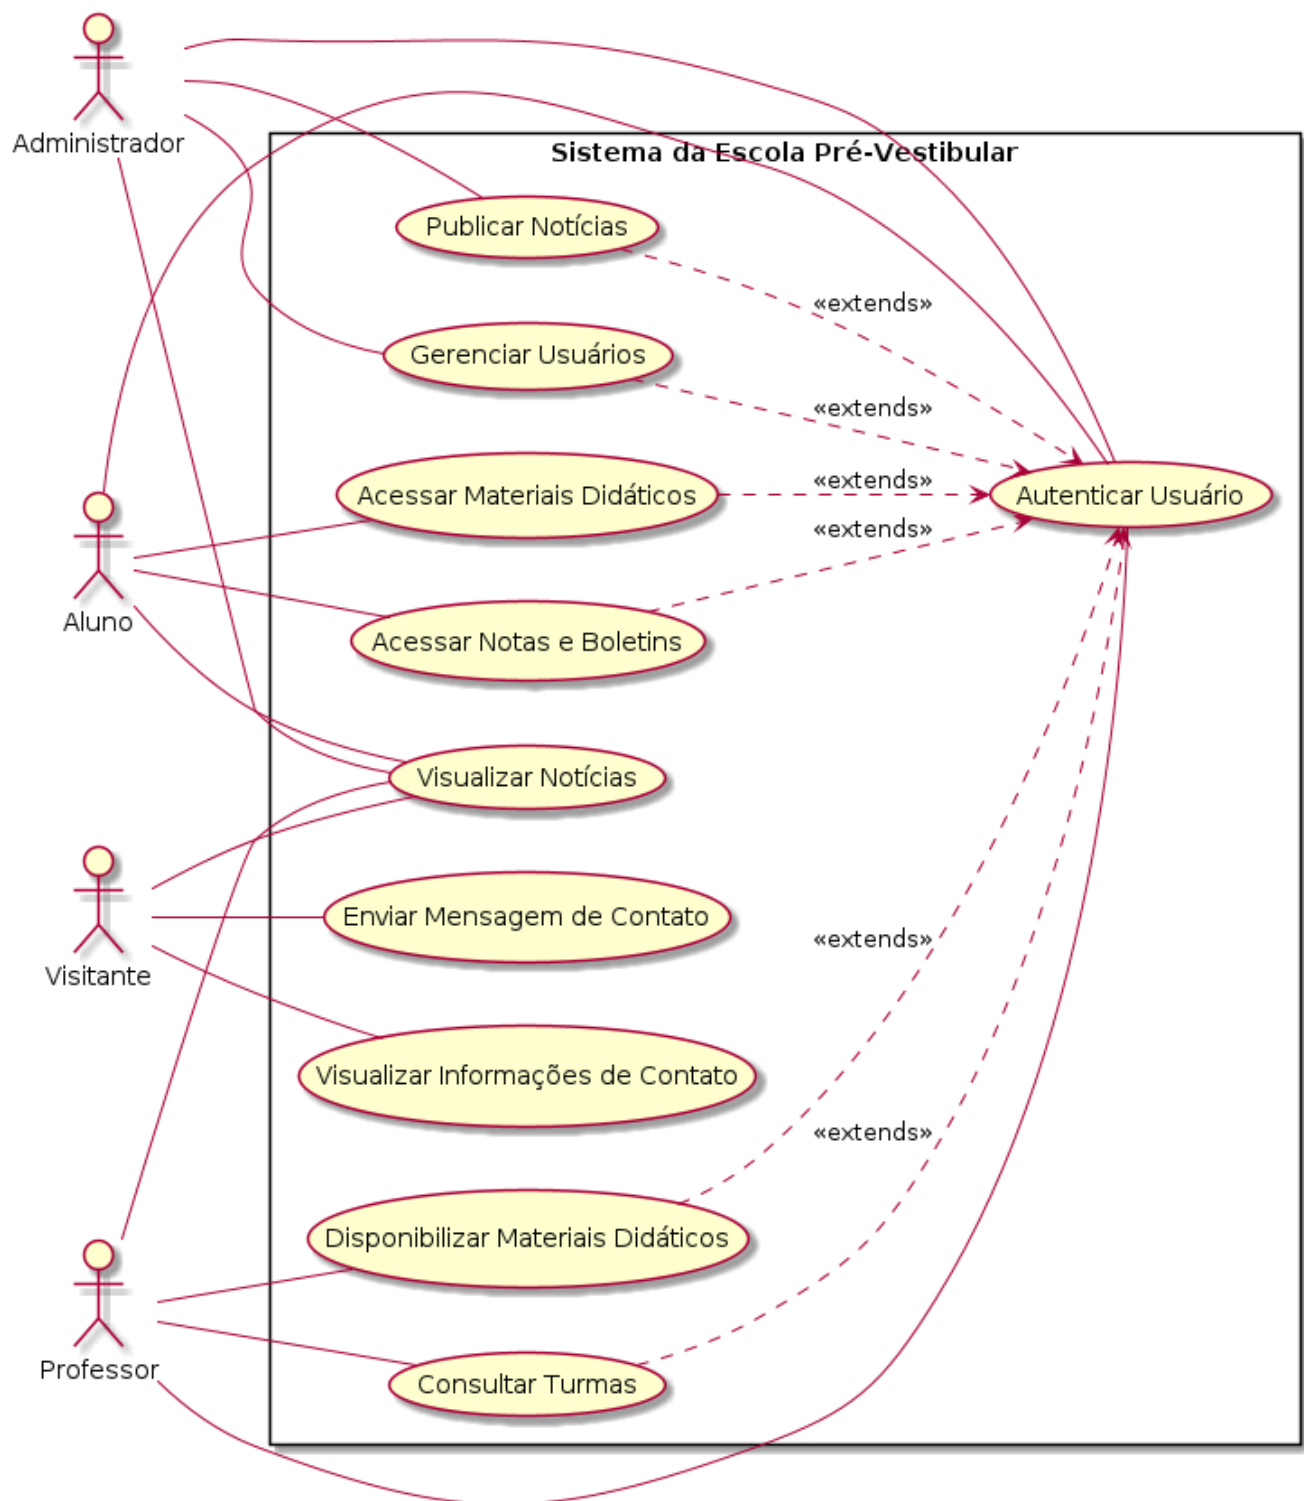 Administrador
Sistema da Escola Pré-Vestibular
Publicar Notícias
«extends»
Gerenciar Usuários
«extends»
Acessar Materiais Didáticos
«extends»
Autenticar Usuário
«extends»
Aluno
Acessar Notas e Boletins
Visualizar Notícias
Enviar Mensagem de Contato
«extends»
Visitante
Visualizar Informações de Contato
«extends»
Disponibilizar Materiais Didáticos
Professor
Consultar Turmas